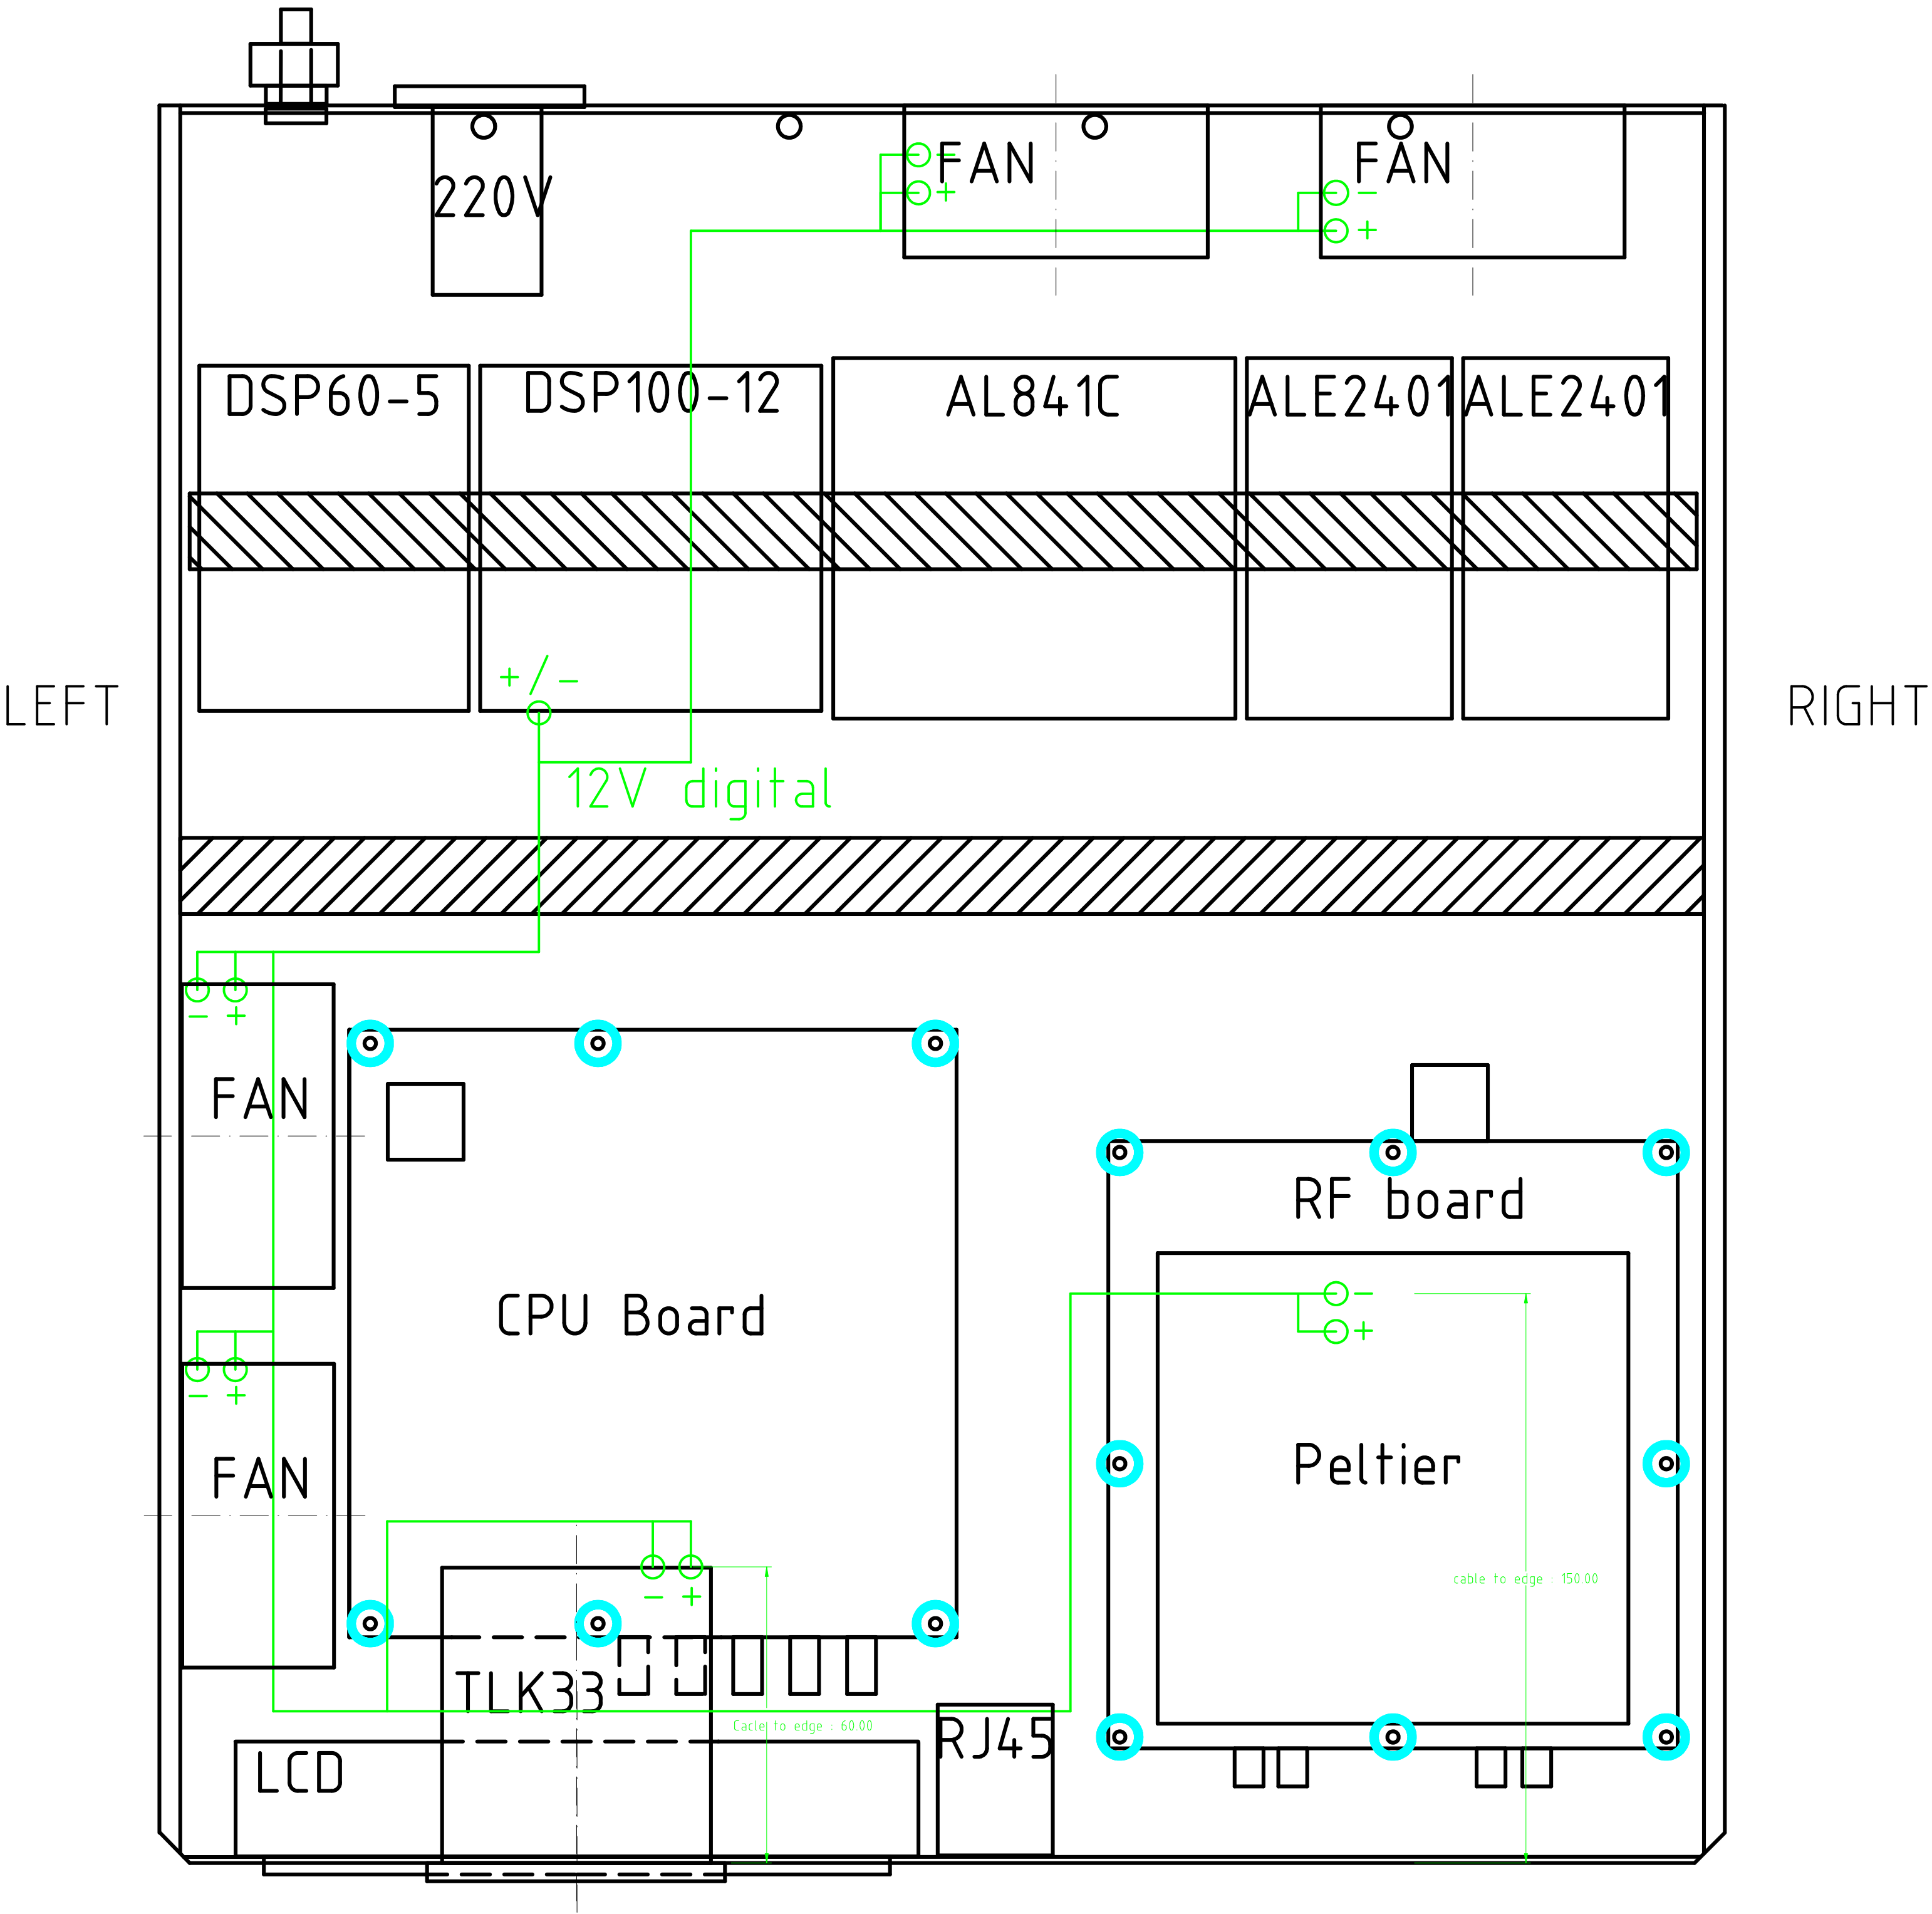 FAN -
+
FAN
-
+
220V
DSP60-5
DSP100-12
AL841C
ALE2401
ALE2401
LEFT
+/-
RIGHT
12V digital
- +
FAN
RF board
CPU Board
-
+
- +
FAN
Peltier
cable to edge : 150.00
- +
TLK33
Cacle to edge : 60.00
RJ45
LCD